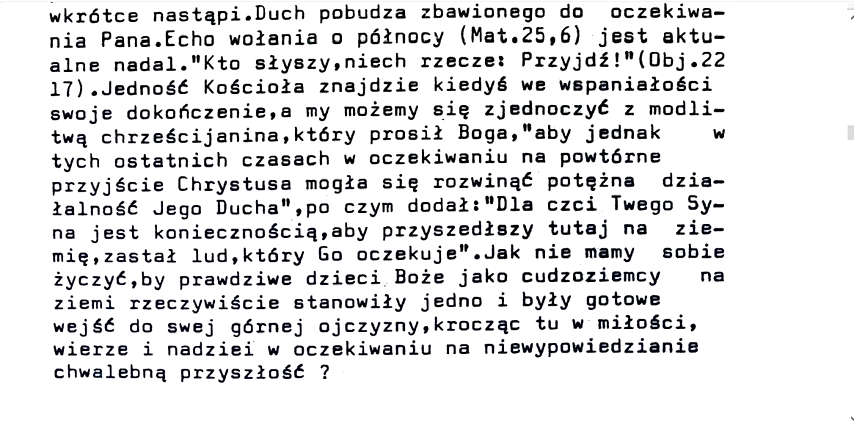 wkrótce nastąpi.Duch pobudza zbawionego do oczekiwa-
nia Pana.Echo wołania o północy (Mat.25,6) jest aktu-
alne nadal."Kto słyszy,niech rzecze: Przyjdź!"(Obj.22
17).Jedność Kościoła znajdzie kiedyś we wspaniałości
swoje dokończenie,a my możemy się zjednoczyć z modli-
twą chrześcijanina,który prosił Boga,"aby jednak w
tych ostatnich czasach w oczekiwaniu na powtórne
przyjście Chrystusa mogła się rozwinąć potężna dzia-
łalność Jego Ducha",po czym dodał:"Dla czci Twego Sy-
na jest koniecznością,aby przyszedłszy tutaj na zie-
mię,zastał lud,który Go oczekuje".Jak nie mamy sobie
życzyć,by prawdziwe dzieci Boże jako cudzoziemcy na
ziemi rzeczywiście stanowiły jedno i były gotowe
wejść do swej górnej ojczyzny,krocząc tu w miłości,
wierze i nadziei w oczekiwaniu na niewypowiedzianie
chwalebną przyszłość ?